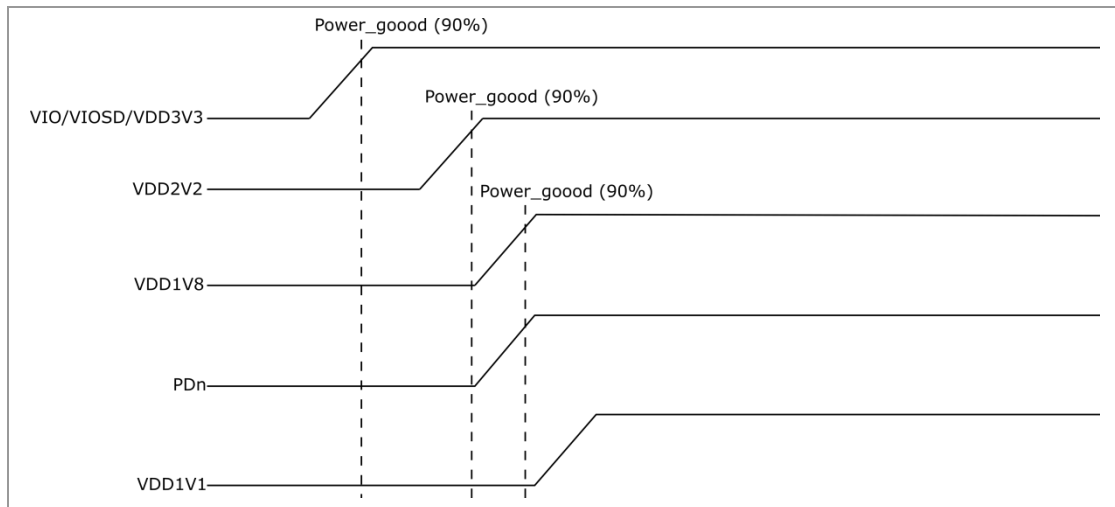 Power_goood (90%)
VIO/VIOSD/VDD3V3
Power_goood (90%)
VDD2V2
Power_goood (90%)
VDD1V8
PDn
VDD1V1